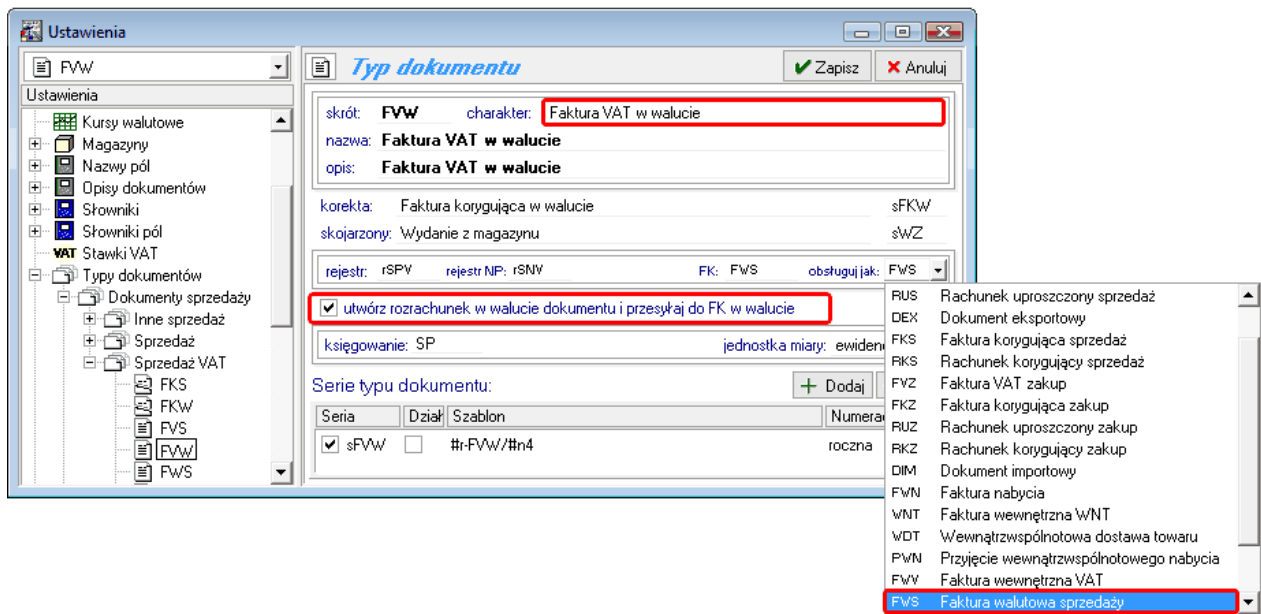 Ustawienia
FVW
Ustawienia
Kursy walutowe
Magazyny
Nazwy pól
Opisy dokumentów
Słowniki
Słowniki pól
VAT Stawki VAT
Typy dokumentów
Dokumenty sprzedaży
Inne sprzedaż
Sprzedaż
Sprzedaż VAT
FKS
FKW
FVS
FVW
FWS
Typ dokumentu
Zapisz
Anuluj
skrót: FVW charakter: Faktura VAT w walucie
nazwa: Faktura VAT w walucie
opis: Faktura VAT w walucie
korekta: Faktura korygująca w walucie sFKW
skojarzony: Wydanie z magazynu sWZ
rejestr: rSPV rejestr NP: rSNV FK: FWS obsługuj jak: FWS
utwórz rozrachunek w walucie dokumentu i przesyłaj do FK w walucie
księgowanie: SP jednostka miary: ewiden
Serie typu dokumentu: Dodaj
Seria Dział Szablon Numera
sFVW #r-FVW/#n4 roczna
RUS Rachunek uproszczony sprzedaż
DEX Dokument eksportowy
FKS Faktura korygująca sprzedaż
RKS Rachunek korygujący sprzedaż
FVZ Faktura VAT zakup
FKZ Faktura korygująca zakup
RUZ Rachunek uproszczony zakup
RKZ Rachunek korygujący zakup
DIM Dokument importowy
FWN Faktura nabycia
WNT Faktura wewnętrzna WNT
WDT Wewnątrzwspólnotowa dostawa towaru
PWN Przyjęcie wewnątrzwspólnotowego nabycia
FWV Faktura wewnętrzna VAT
FWS Faktura walutowa sprzedaży